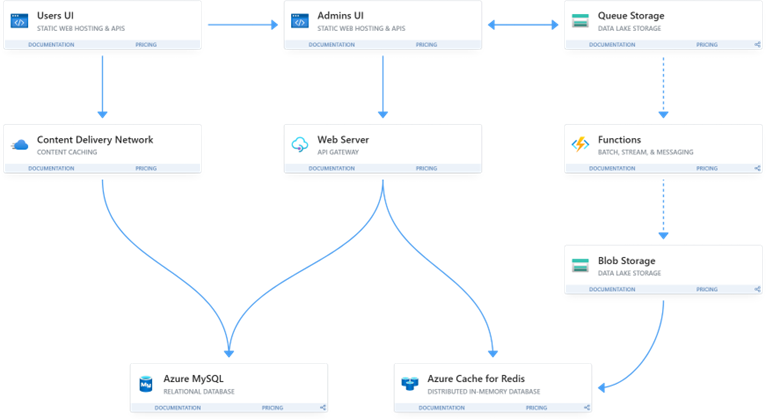 Users UI
STATIC WEB HOSTING & APIS
DOCUMENTATION PRICING
Admins UI
STATIC WEB HOSTING & APIS
DOCUMENTATION PRICING
Queue Storage
DATA LAKE STORAGE
DOCUMENTATION PRICING
Content Delivery Network
CONTENT CACHING
DOCUMENTATION PRICING
Web Server
API GATEWAY
DOCUMENTATION PRICING
Functions
BATCH, STREAM, & MESSAGING
DOCUMENTATION PRICING
Blob Storage
DATA LAKE STORAGE
DOCUMENTATION PRICING
Azure MySQL
RELATIONAL DATABASE
DOCUMENTATION PRICING
Azure Cache for Redis
DISTRIBUTED IN-MEMORY DATABASE
DOCUMENTATION PRICING